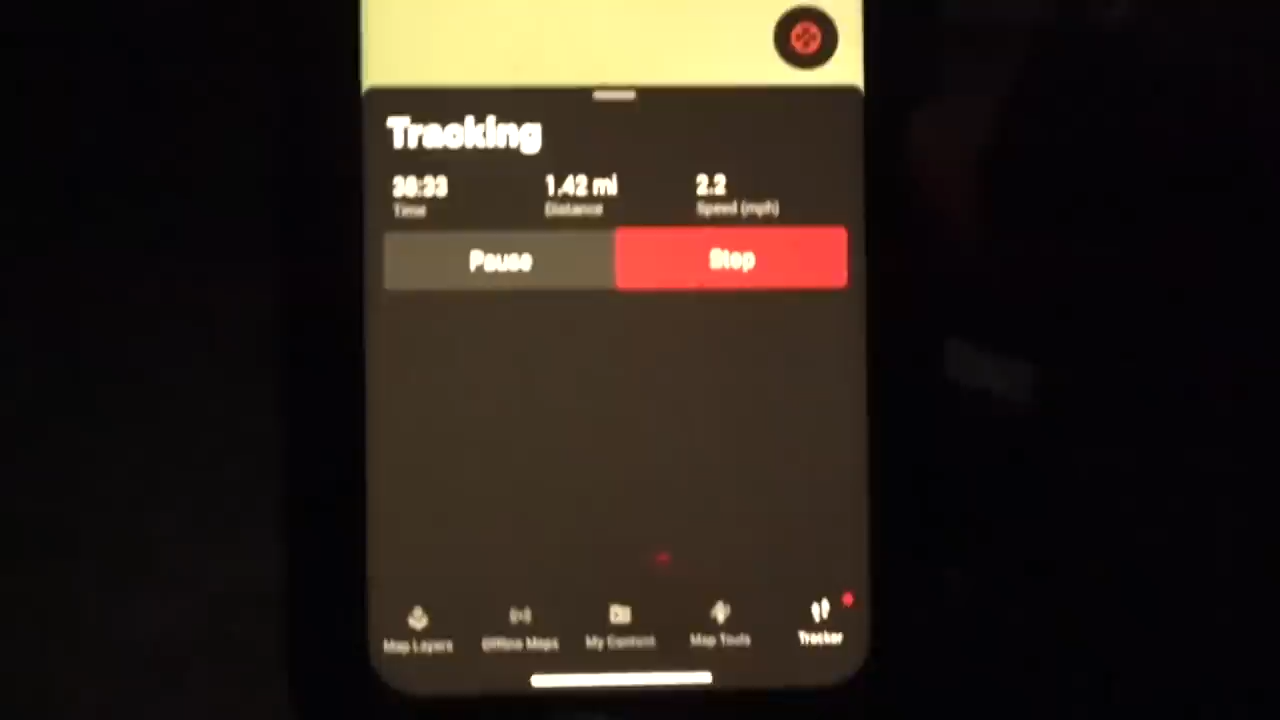 Tracking
38:33 1.42 mi 2.2
Time Distance Speed (mph)
Pause Stop
Map Layers Offline Maps My Content Map Tools Tracker